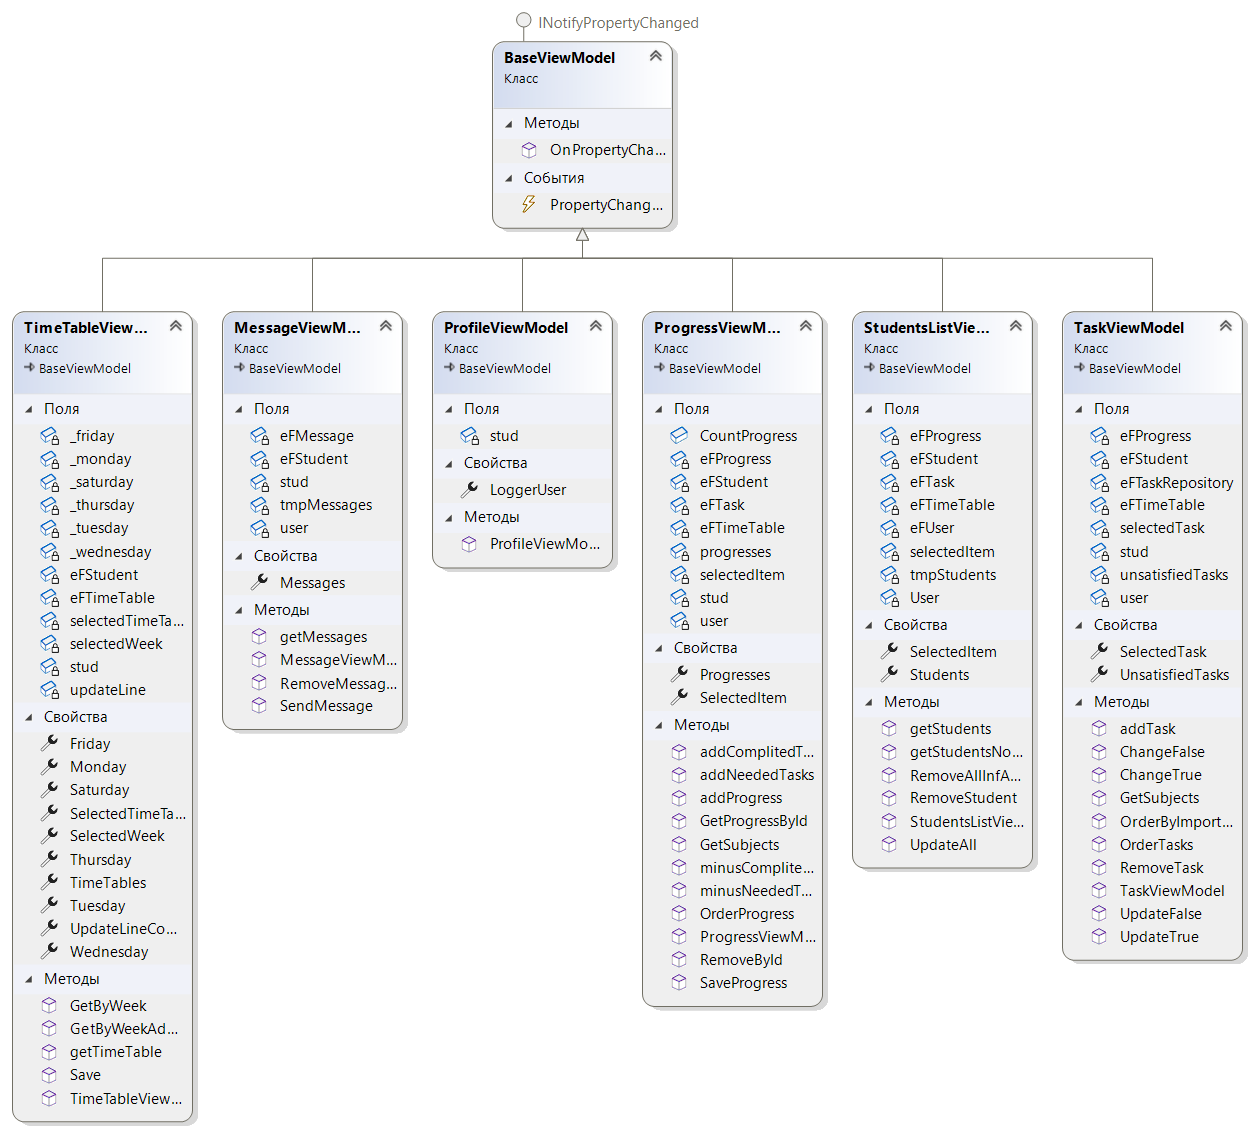 INotifyPropertyChanged
BaseViewModel
Класс
Методы
OnPropertyCha...
События
PropertyChang...
TimeTableView...
Класс
BaseViewModel
Поля
_friday
_monday
_saturday
_thursday
_tuesday
_wednesday
eFStudent
eFTimeTable
selectedTimeTa...
selectedWeek
stud
updateLine
Свойства
Friday
Monday
Saturday
SelectedTimeTa...
SelectedWeek
Thursday
TimeTables
Tuesday
UpdateLineCo...
Wednesday
Методы
GetByWeek
GetByWeekAd...
getTimeTable
Save
TimeTableView...
MessageViewM...
Класс
BaseViewModel
Поля
eFMessage
eFStudent
stud
tmpMessages
user
Свойства
Messages
Методы
getMessages
MessageViewM...
RemoveMessag...
SendMessage
ProfileViewModel
Класс
BaseViewModel
Поля
stud
Свойства
LoggerUser
Методы
ProfileViewMo...
ProgressViewM...
Класс
BaseViewModel
Поля
CountProgress
eFProgress
eFStudent
eFTask
eFTimeTable
progresses
selectedItem
stud
user
Свойства
Progresses
SelectedItem
Методы
addComplitedT...
addNeededTasks
addProgress
GetProgressById
GetSubjects
minusComplite...
minusNeededT...
OrderProgress
ProgressViewM...
RemoveById
SaveProgress
StudentsListVie...
Класс
BaseViewModel
Поля
eFProgress
eFStudent
eFTask
eFTimeTable
eFUser
selectedItem
tmpStudents
User
Свойства
SelectedItem
Students
Методы
getStudents
getStudentsNo...
RemoveAllInfA...
RemoveStudent
StudentsListVie...
UpdateAll
TaskViewModel
Класс
BaseViewModel
Поля
eFProgress
eFStudent
eFTaskRepository
eFTimeTable
selectedTask
stud
unsatisfiedTasks
user
Свойства
SelectedTask
UnsatisfiedTasks
Методы
addTask
ChangeFalse
ChangeTrue
GetSubjects
OrderByImport...
OrderTasks
RemoveTask
TaskViewModel
UpdateFalse
UpdateTrue